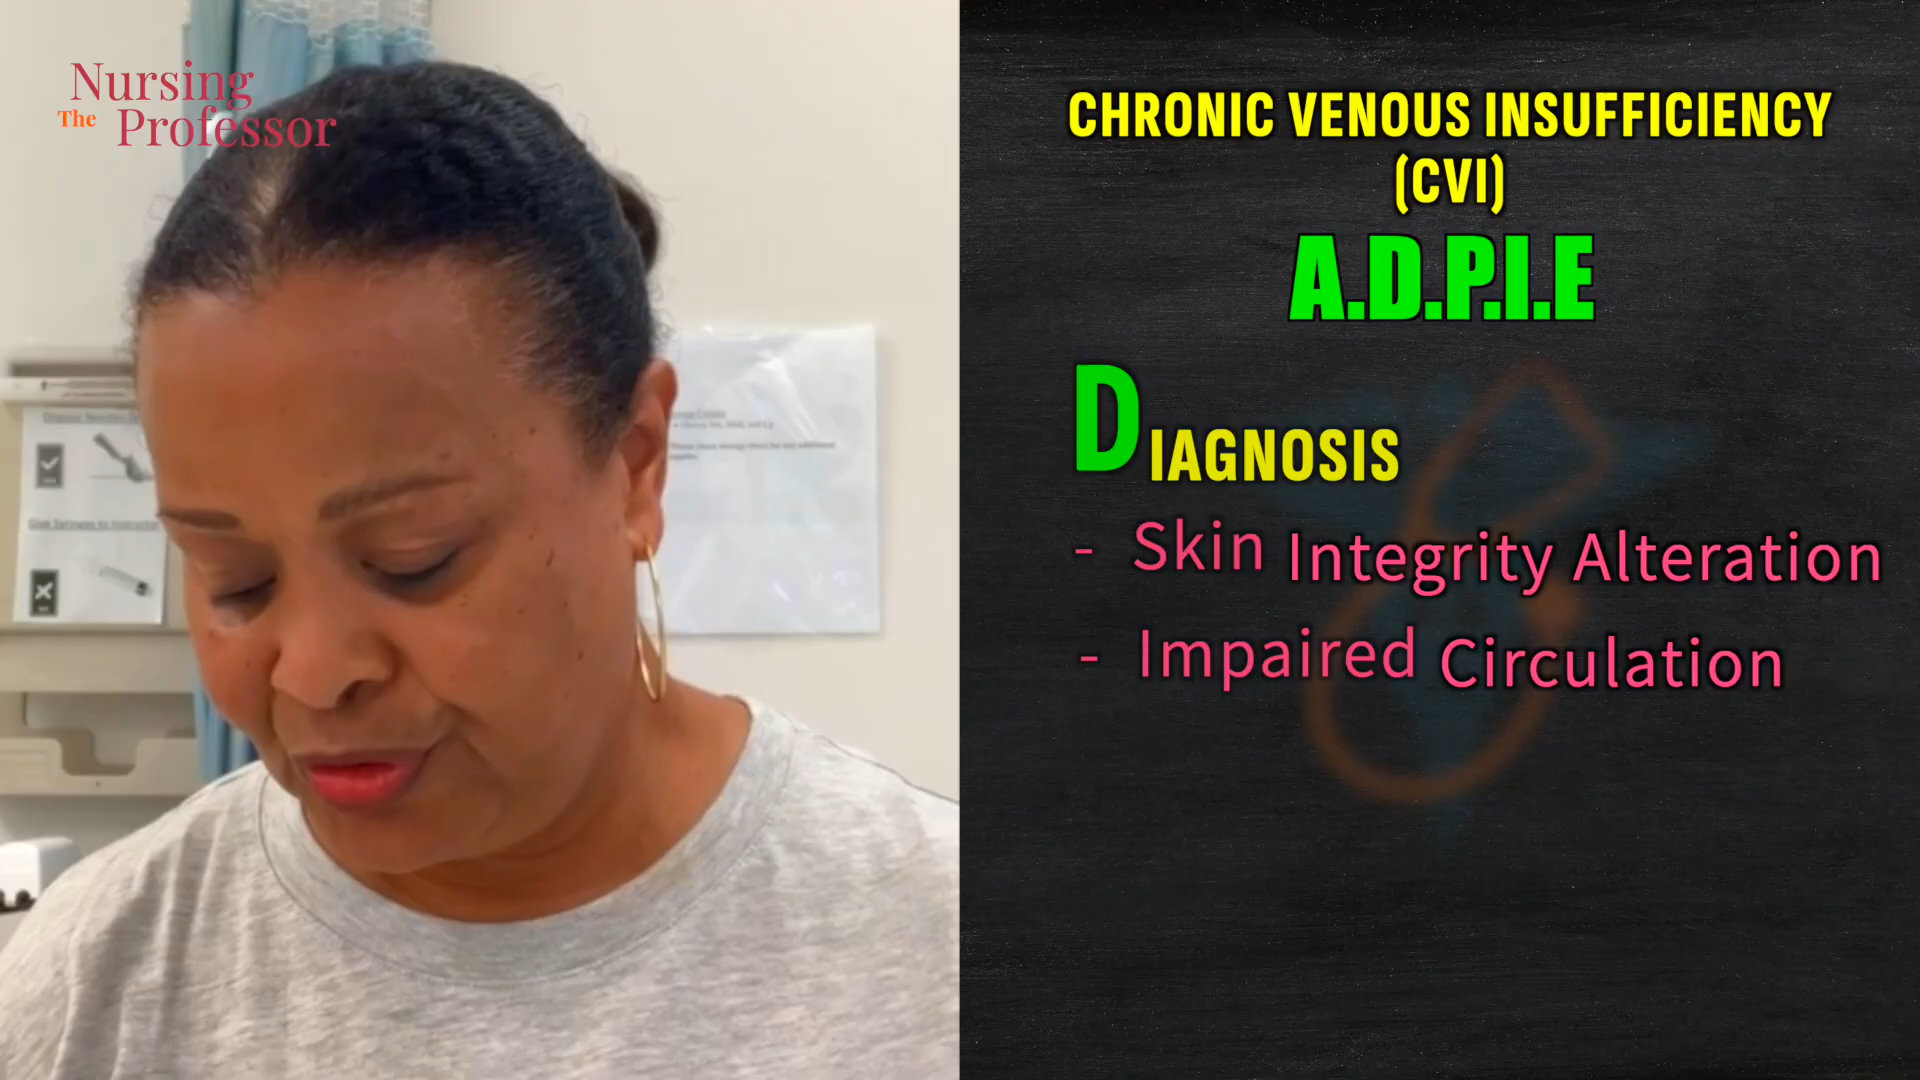 Nursing
The Professor
CHRONIC VENOUS INSUFFICIENCY
(CVI)
A.D.P.I.E
DIAGNOSIS
- Skin Integrity Alteration
- Impaired Circulation